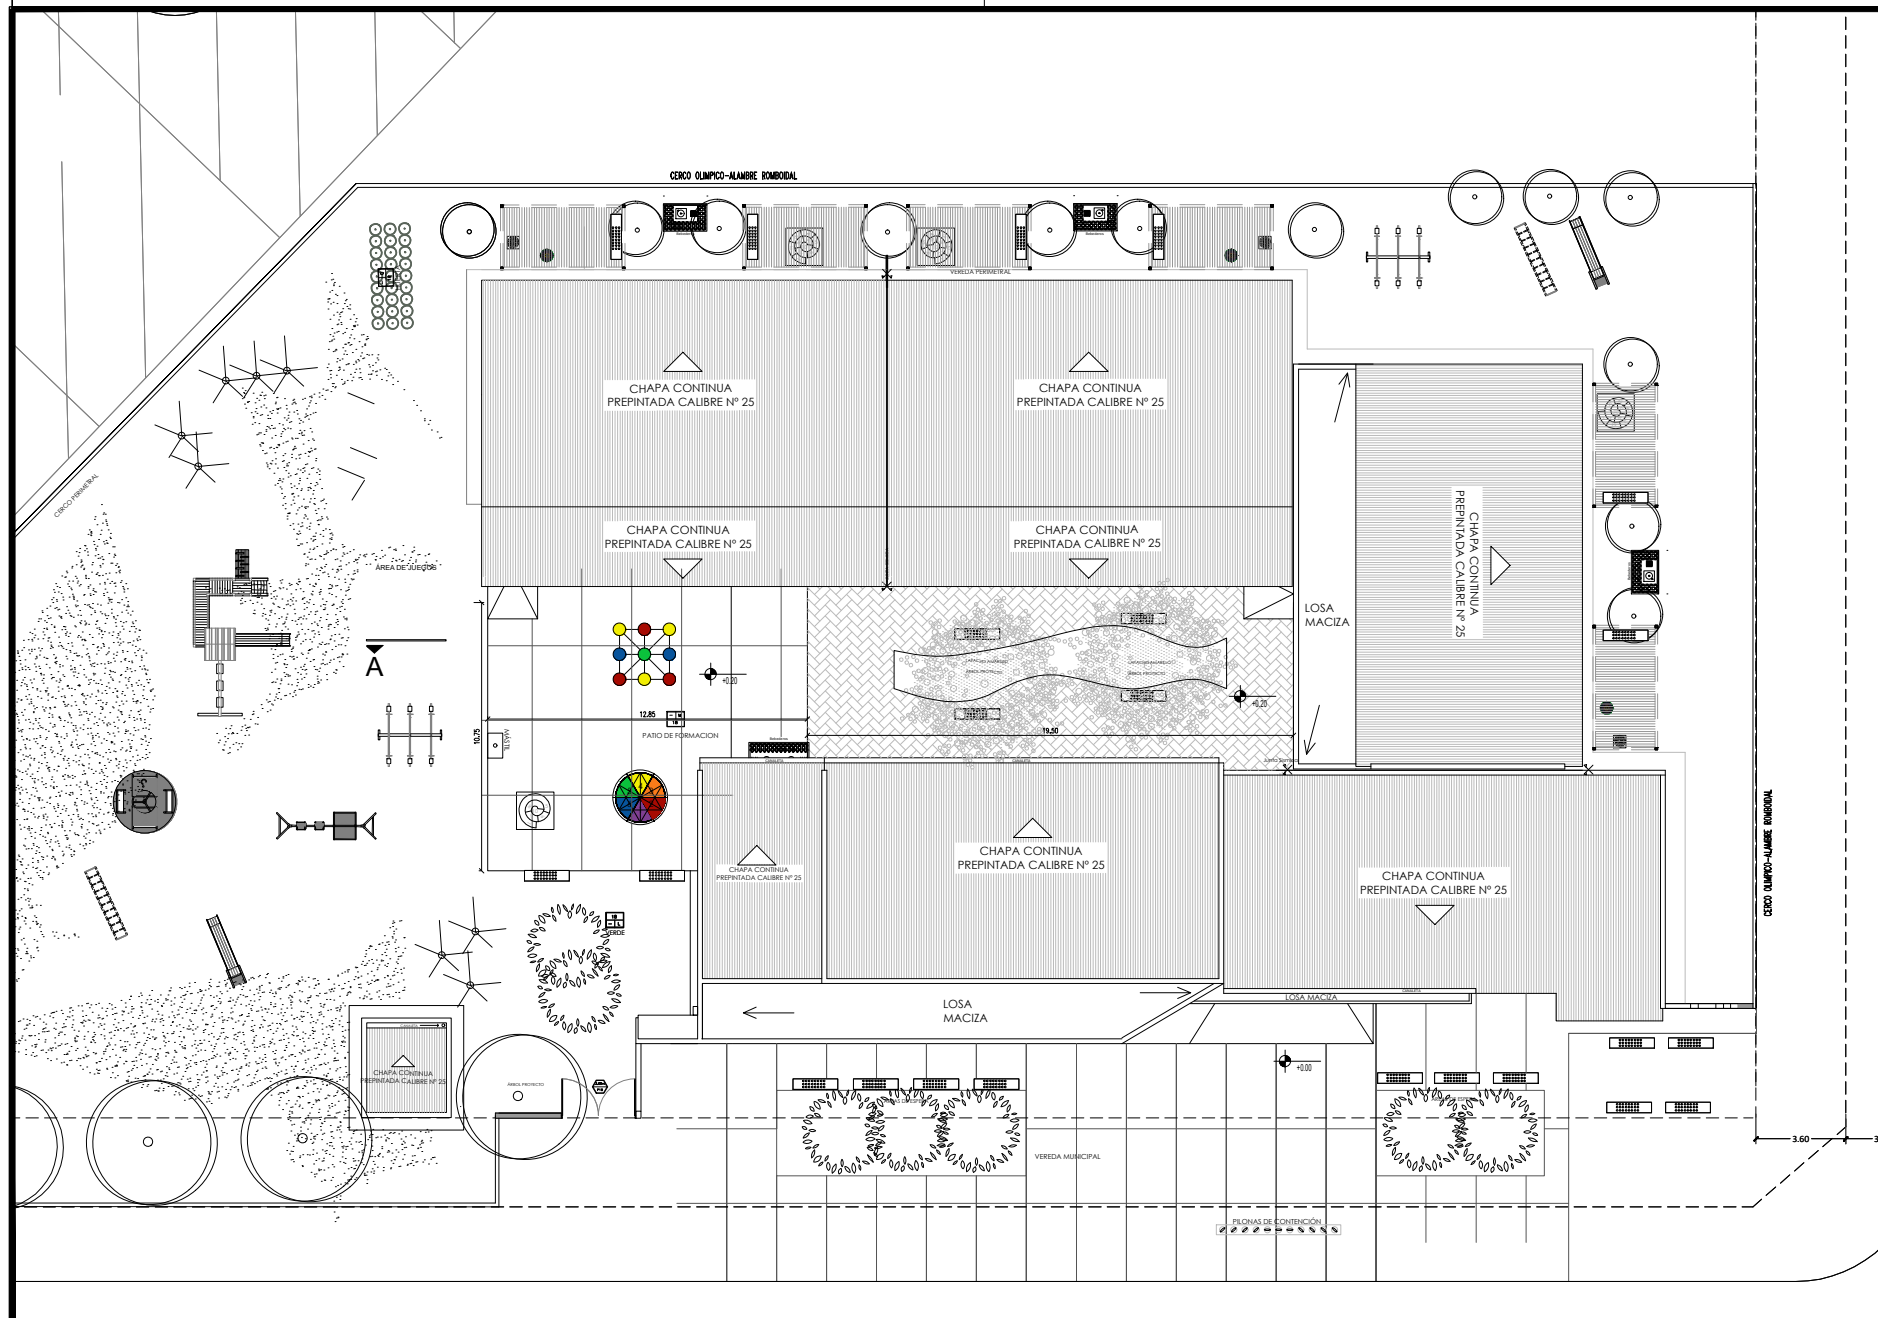 CERCO OLIMPICO-ALAMBRE ROMBOIDAL
VEREDA PERIMETRAL
CHAPA CONTINUA
PREPINTADA CALIBRE Nº 25
CHAPA CONTINUA
PREPINTADA CALIBRE Nº 25
CERCO PERIMETRAL
CHAPA CONTINUA
PREPINTADA CALIBRE Nº 25
CHAPA CONTINUA
PREPINTADA CALIBRE Nº 25
CHAPA CONTINUA
PREPINTADA CALIBRE Nº 25
ÁREA DE JUEGOS
LOSA
MACIZA
A
+0.20
+0.20
ÁRBOL PROYECTO
ÁRBOL PROYECTO
12.85
10.75
MÁSTIL
PATIO DE FORMACION
19.50
CHAPA CONTINUA
PREPINTADA CALIBRE Nº 25
CHAPA CONTINUA
PREPINTADA CALIBRE Nº 25
CHAPA CONTINUA
PREPINTADA CALIBRE Nº 25
CERCO OLIMPICO-ALAMBRE ROMBOIDAL
VERDE
LOSA
MACIZA
LOSA MACIZA
CHAPA CONTINUA
PREPINTADA CALIBRE Nº 25
ÁRBOL PROYECTO
+0.00
3.60
VEREDA MUNICIPAL
PILONAS DE CONTENCIÓN